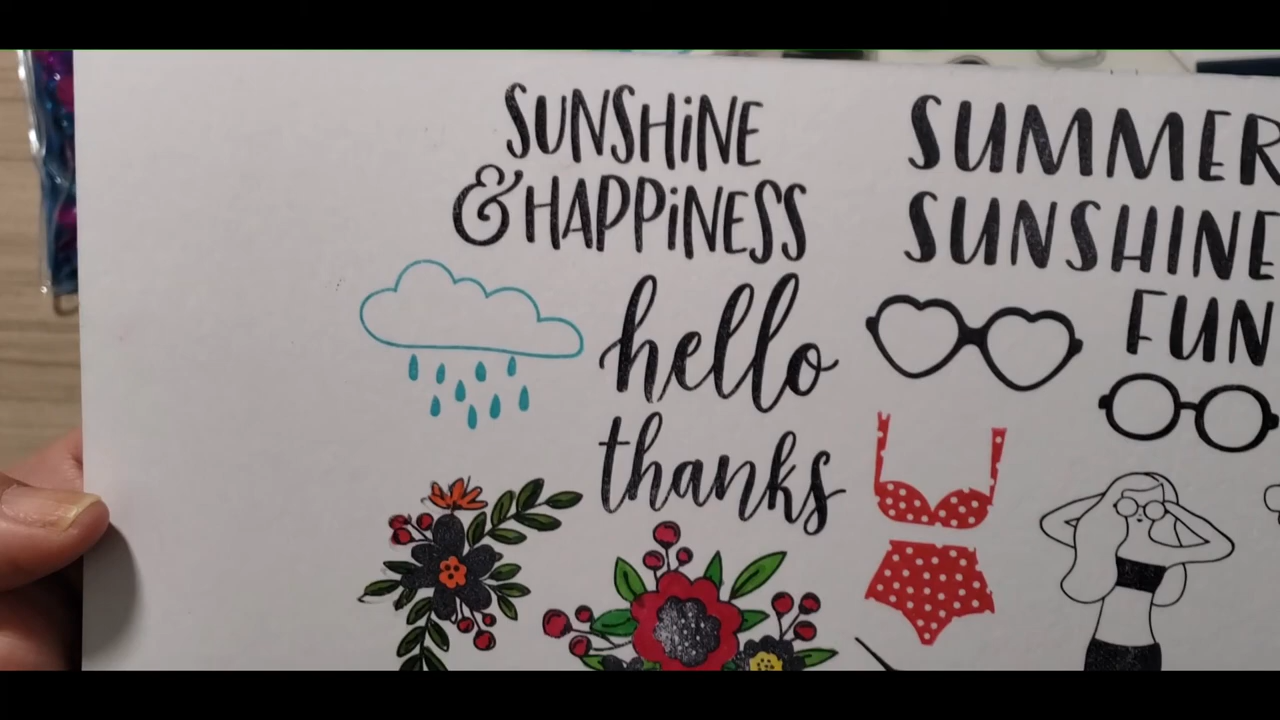 SUNSHiNE
& HAPPiNESS
hello
thanks
SUMMER
SUNSHINE
FUN